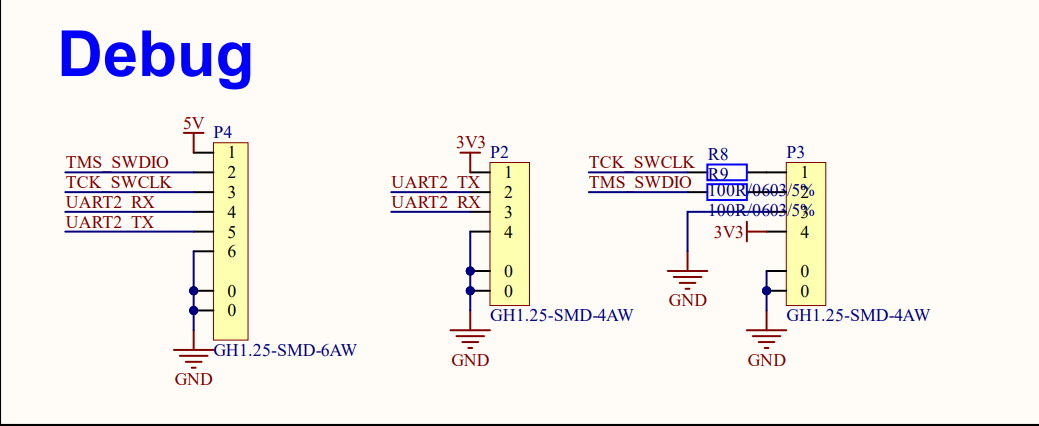 Debug
5V
P4
1
TMS_SWDIO
2
TCK_SWCLK
3
UART2_RX
4
UART2_TX
5
6
0
0
GH1.25-SMD-6AW
GND
3V3
P2
1
UART2_TX
2
UART2_RX
3
4
0
0
GH1.25-SMD-4AW
GND
R8
P3
TCK_SWCLK
1
R9
TMS_SWDIO
100R/0603/5%
2
100R/0603/5%
3
3V3
4
GND
0
0
GH1.25-SMD-4AW
GND